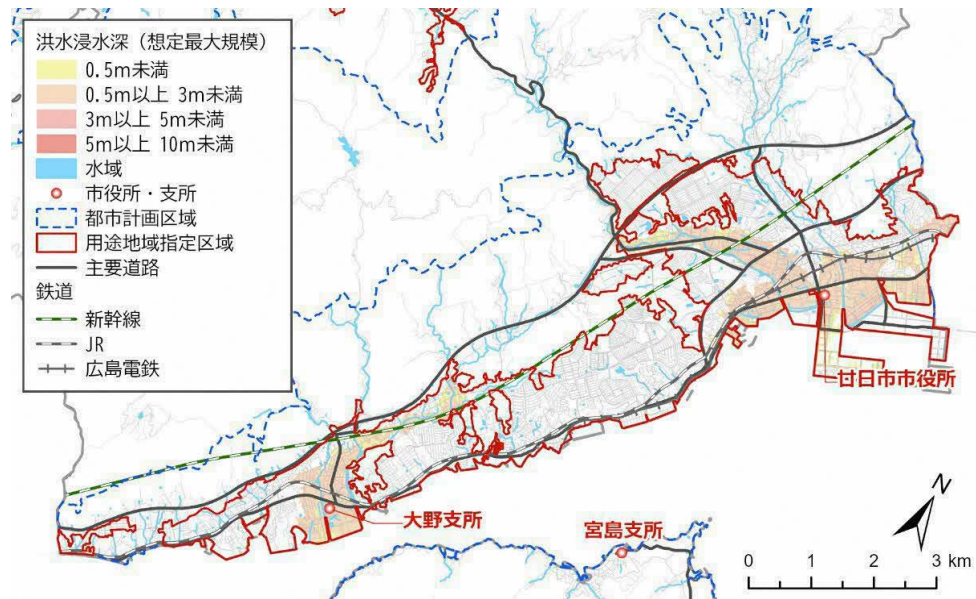 洪水浸水深（想定最大規模）
0.5m未満
0.5m以上 3m未満
3m以上 5m未満
5m以上 10m未満
水域
市役所・支所
都市計画区域
用途地域指定区域
主要道路
鉄道
新幹線
JR
広島電鉄
廿日市市役所
大野支所
宮島支所
N
0 1 2 3 km